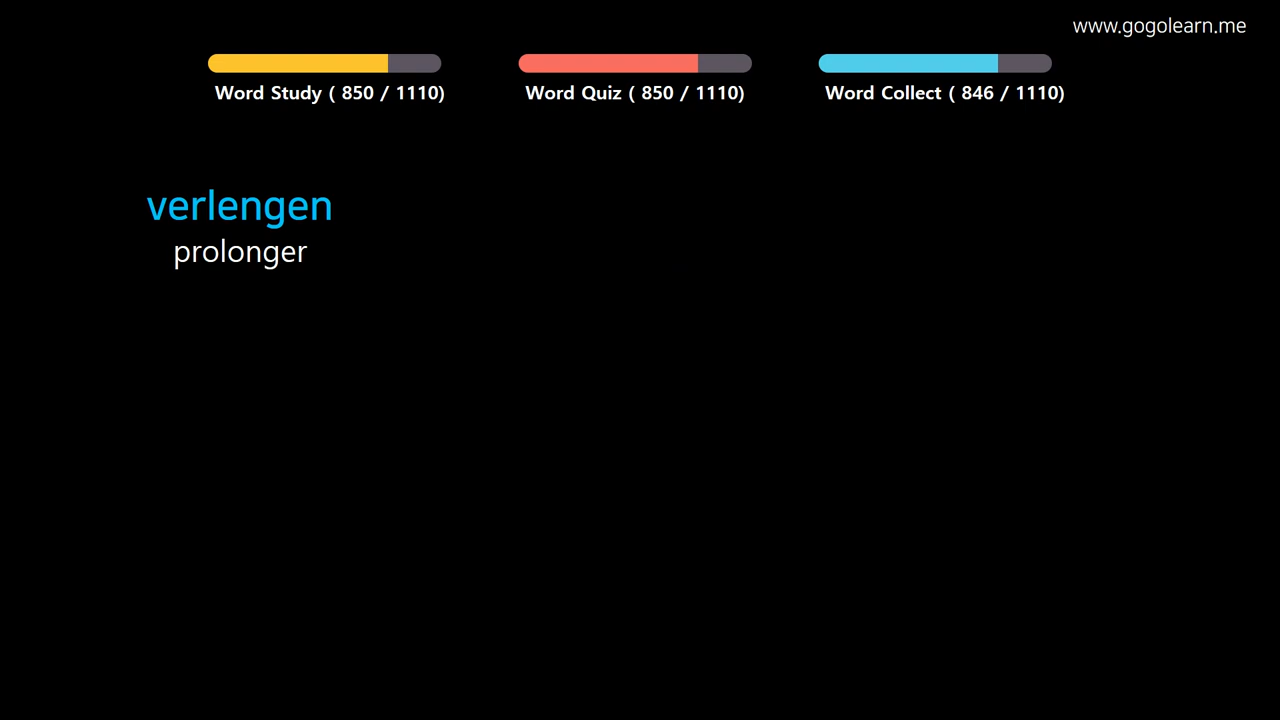 www.gogolearn.me
Word Study ( 850 / 1110)
Word Quiz ( 850 / 1110)
Word Collect ( 846 / 1110)
verlengen
prolonger